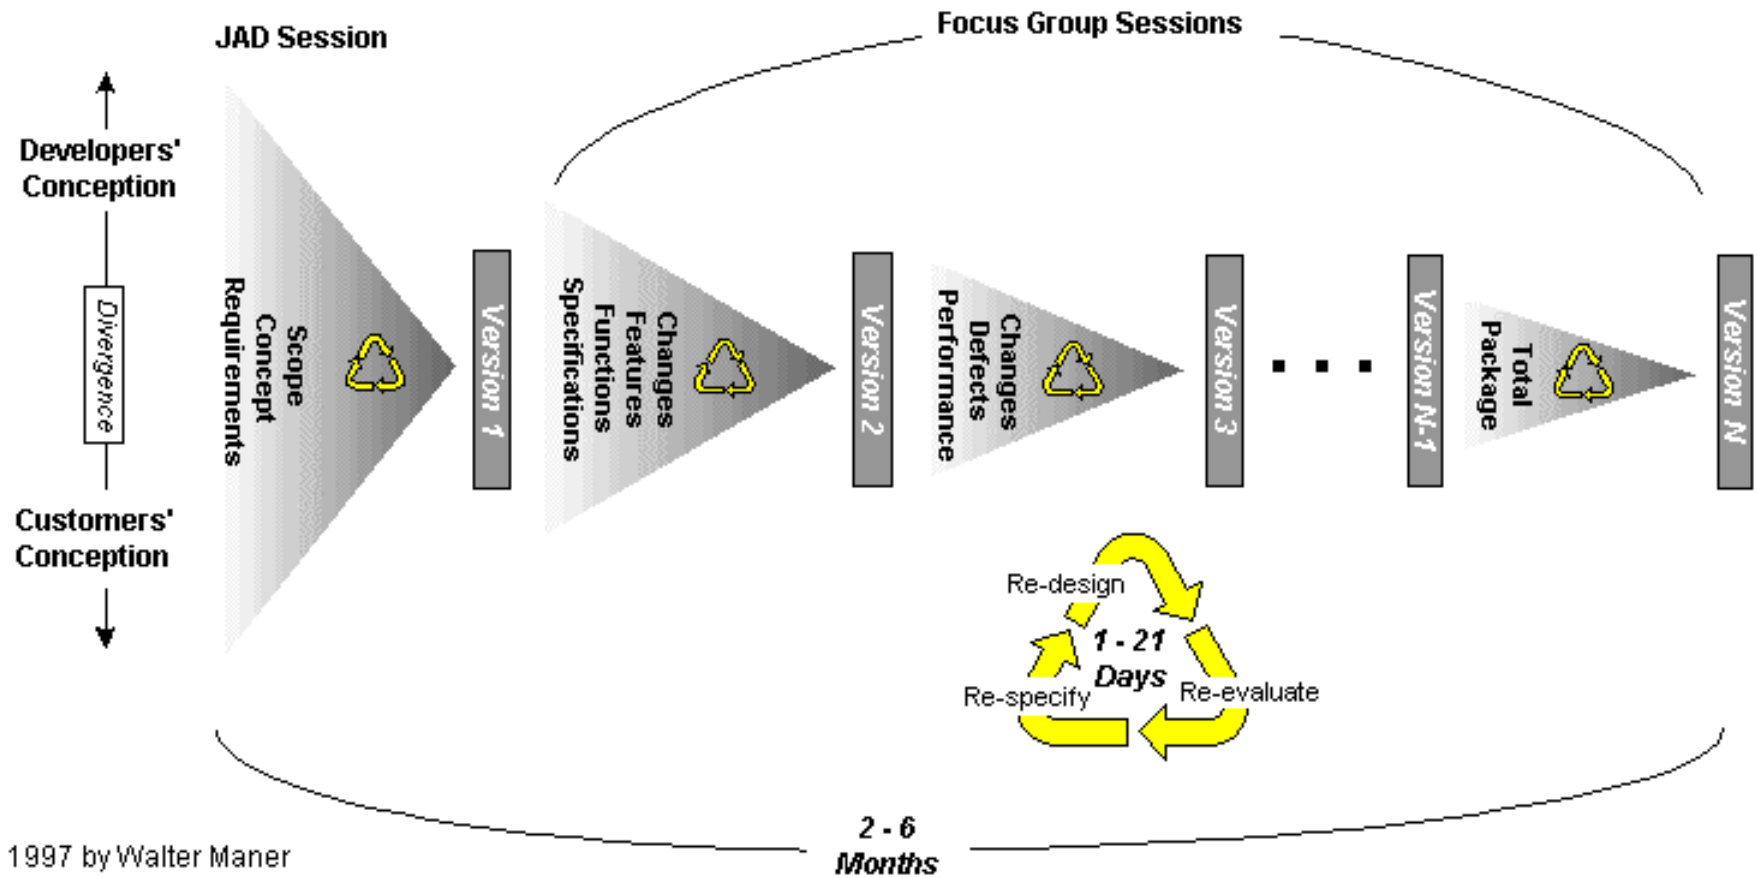 JAD Session
Focus Group Sessions
Developers'
Conception
Divergence
Customers'
Conception
Scope
Concept
Requirements
Version 1
Changes
Features
Functions
Specifications
Version 2
Changes
Defects
Performance
Version 3
Version N-1
Total
Package
Version N
Re-design
1 - 21
Days
Re-specify
Re-evaluate
2 - 6
Months
1997 by Walter Maner